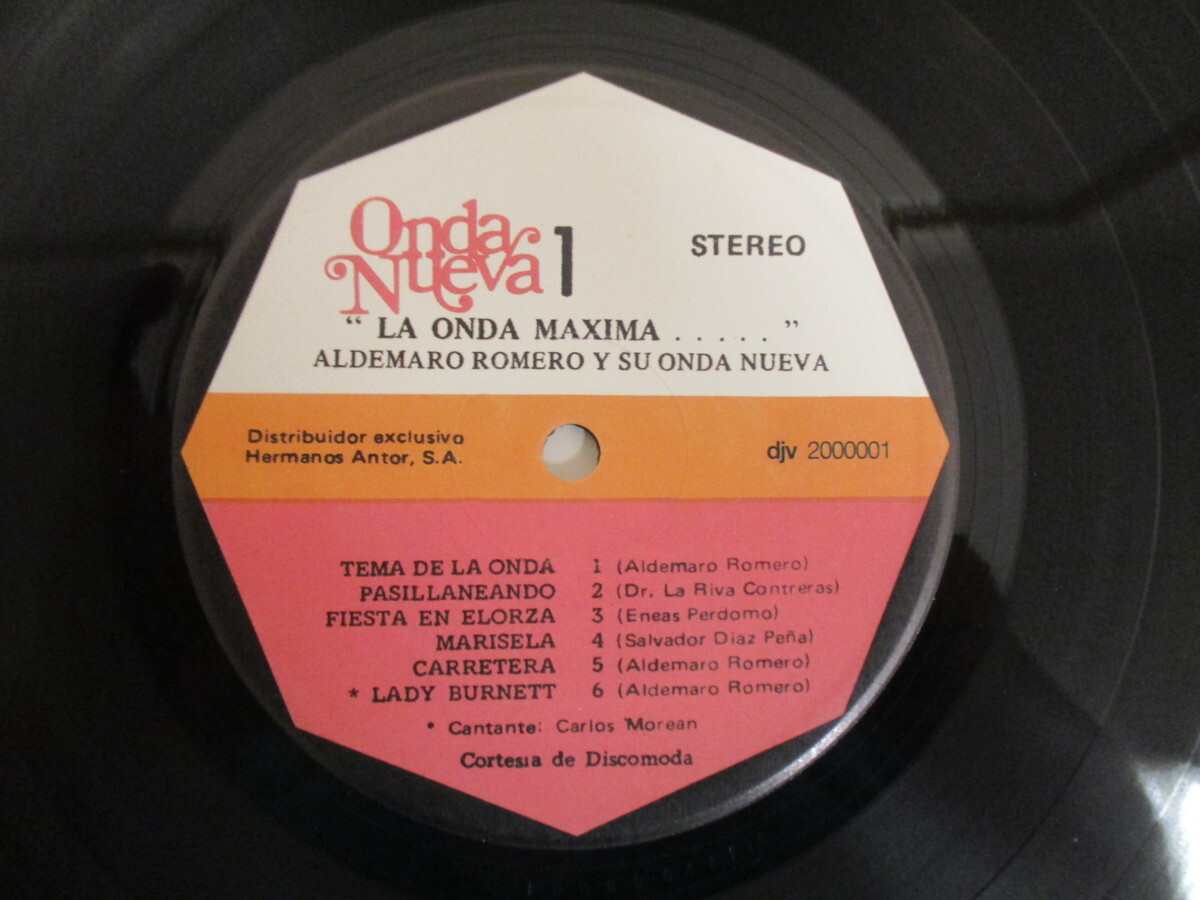 Onda
Nueva 1
STEREO
“ LA ONDA MAXIMA . . . . . ”
ALDEMARO ROMERO Y SU ONDA NUEVA
Distribuidor exclusivo
Hermanos Antor, S.A.
djv 2000001
TEMA DE LA ONDA 1 (Aldemaro Romero)
PASILLANEANDO 2 (Dr. La Riva Contreras)
FIESTA EN ELORZA 3 (Eneas Perdomo)
MARISELA 4 (Salvador Diaz Peña)
CARRETERA 5 (Aldemaro Romero)
* LADY BURNETT 6 (Aldemaro Romero)
* Cantante: Carlos Morean
Cortesia de Discomoda